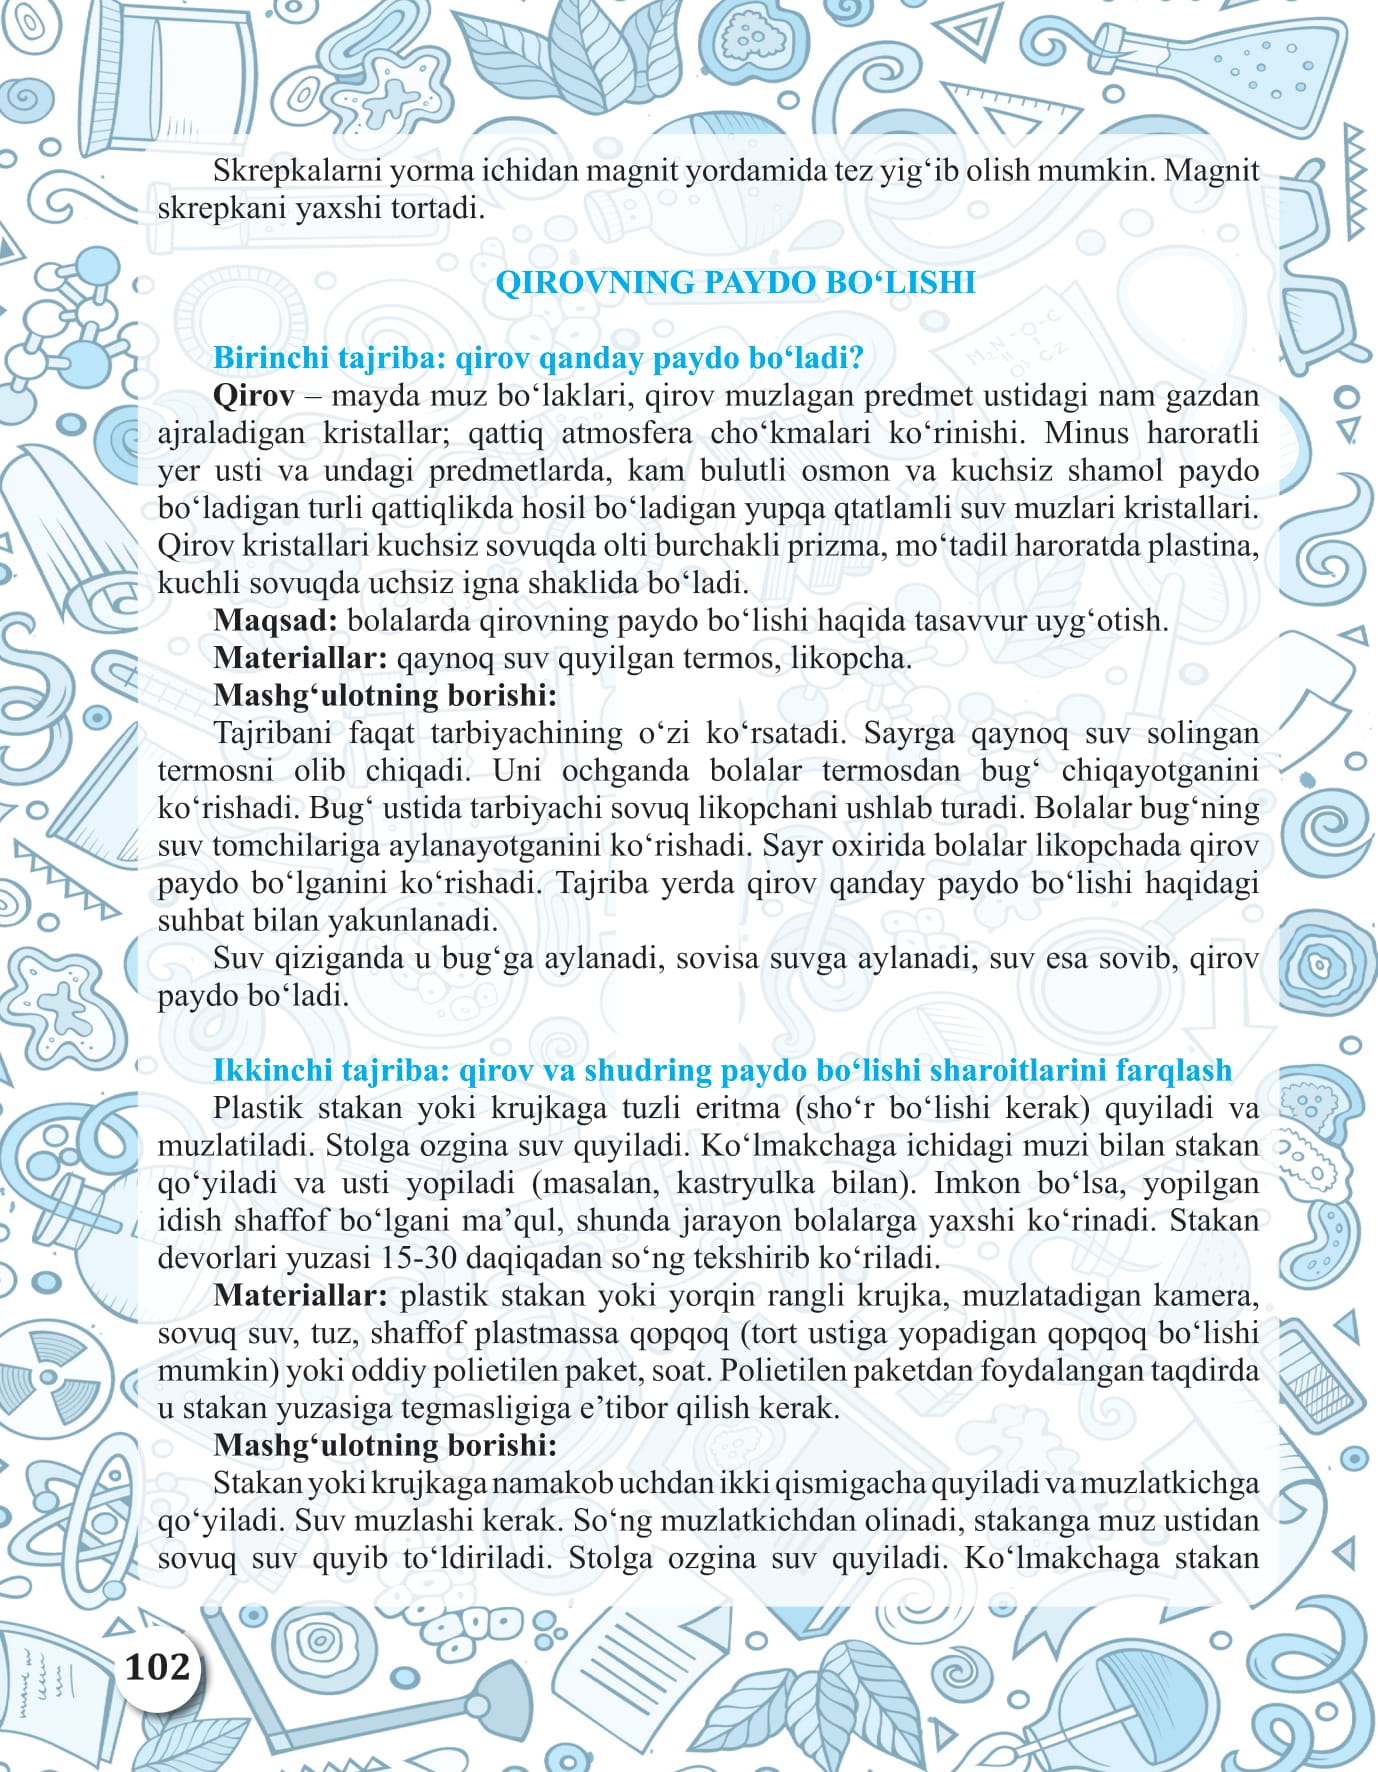 Skrepkalarni yorma ichidan magnit yordamida tez yig‘ib olish mumkin. Magnit
skrepkani yaxshi tortadi.
QIROVNING PAYDO BO‘LISHI
Birinchi tajriba: qirov qanday paydo bo‘ladi?
Qirov – mayda muz bo‘laklari, qirov muzlagan predmet ustidagi nam gazdan
ajraladigan kristallar; qattiq atmosfera cho‘kmalari ko‘rinishi. Minus haroratli
yer usti va undagi predmetlarda, kam bulutli osmon va kuchsiz shamol paydo
bo‘ladigan turli qattiqlikda hosil bo‘ladigan yupqa qtatlamli suv muzlari kristallari.
Qirov kristallari kuchsiz sovuqda olti burchakli prizma, mo‘tadil haroratda plastina,
kuchli sovuqda uchsiz igna shaklida bo‘ladi.
Maqsad: bolalarda qirovning paydo bo‘lishi haqida tasavvur uyg‘otish.
Materiallar: qaynoq suv quyilgan termos, likopcha.
Mashg‘ulotning borishi:
Tajribani faqat tarbiyachining o‘zi ko‘rsatadi. Sayrga qaynoq suv solingan
termosni olib chiqadi. Uni ochganda bolalar termosdan bug‘ chiqayotganini
ko‘rishadi. Bug‘ ustida tarbiyachi sovuq likopchani ushlab turadi. Bolalar bug‘ning
suv tomchilariga aylanayotganini ko‘rishadi. Sayr oxirida bolalar likopchada qirov
paydo bo‘lganini ko‘rishadi. Tajriba yerda qirov qanday paydo bo‘lishi haqidagi
suhbat bilan yakunlanadi.
Suv qiziganda u bug‘ga aylanadi, sovisa suvga aylanadi, suv esa sovib, qirov
paydo bo‘ladi.
Ikkinchi tajriba: qirov va shudring paydo bo‘lishi sharoitlarini farqlash
Plastik stakan yoki krujkaga tuzli eritma (sho‘r bo‘lishi kerak) quyiladi va
muzlatiladi. Stolga ozgina suv quyiladi. Ko‘lmakchaga ichidagi muzi bilan stakan
qo‘yiladi va usti yopiladi (masalan, kastryulka bilan). Imkon bo‘lsa, yopilgan
idish shaffof bo‘lgani ma’qul, shunda jarayon bolalarga yaxshi ko‘rinadi. Stakan
devorlari yuzasi 15-30 daqiqadan so‘ng tekshirib ko‘riladi.
Materiallar: plastik stakan yoki yorqin rangli krujka, muzlatadigan kamera,
sovuq suv, tuz, shaffof plastmassa qopqoq (tort ustiga yopadigan qopqoq bo‘lishi
mumkin) yoki oddiy polietilen paket, soat. Polietilen paketdan foydalangan taqdirda
u stakan yuzasiga tegmasligiga e’tibor qilish kerak.
Mashg‘ulotning borishi:
Stakan yoki krujkaga namakob uchdan ikki qismigacha quyiladi va muzlatkichga
qo‘yiladi. Suv muzlashi kerak. So‘ng muzlatkichdan olinadi, stakanga muz ustidan
sovuq suv quyib to‘ldiriladi. Stolga ozgina suv quyiladi. Ko‘lmakchaga stakan
102